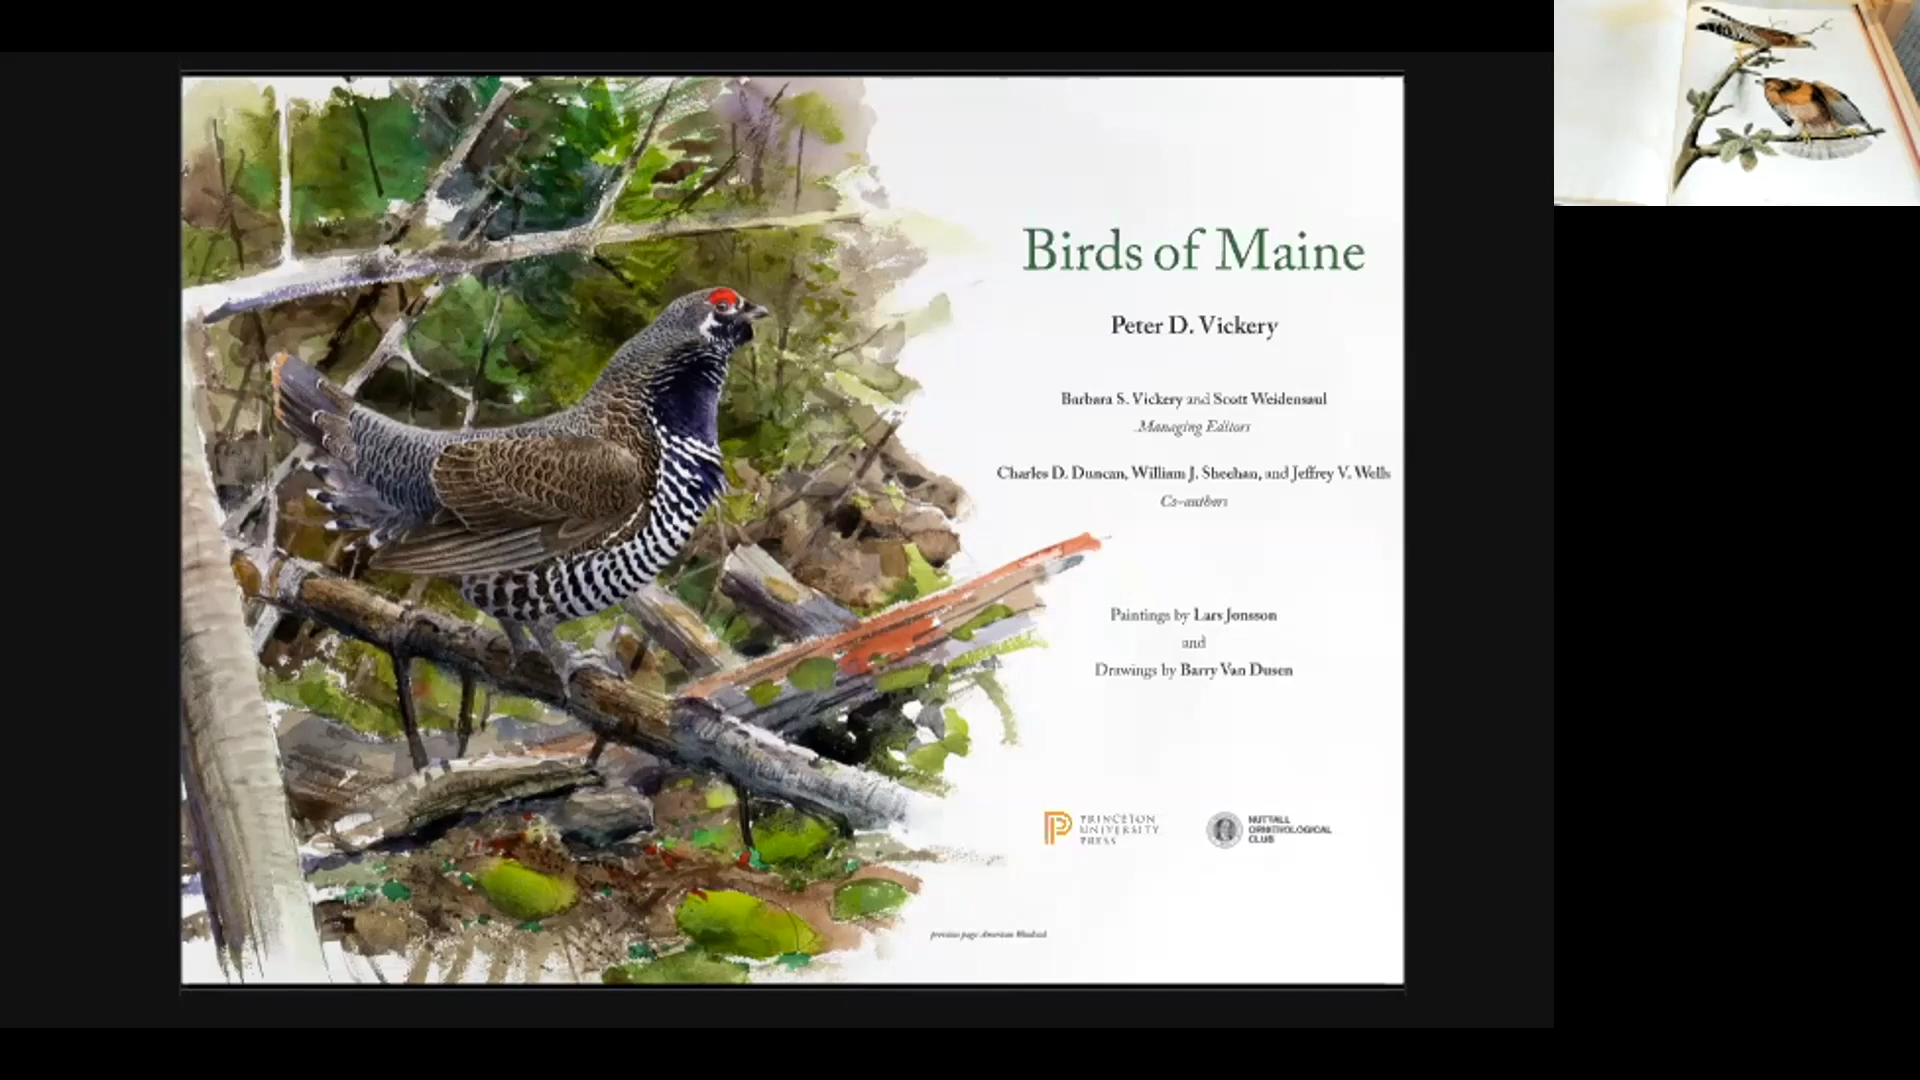 Birds of Maine
Peter D. Vickery
Barbara S. Vickery and Scott Weidensaul
Managing Editors
Charles D. Duncan, William J. Sheehan, and Jeffrey V. Wells
Co-authors
Paintings by Lars Jonsson
and
Drawings by Barry Van Dusen
PRINCETON
UNIVERSITY
PRESS
NUTTALL
ORNITHOLOGICAL
CLUB
previous page: American